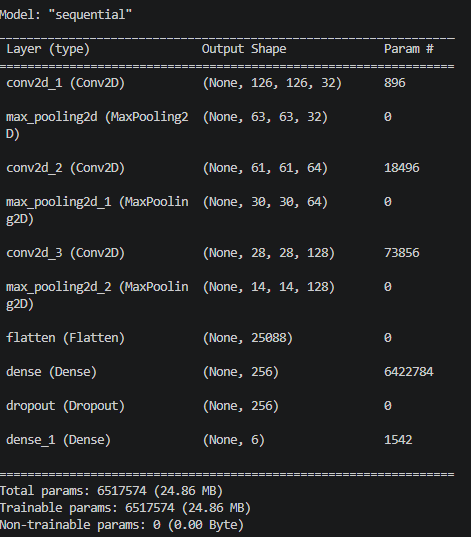 Model: "sequential"
_________________________________________________________________
Layer (type) Output Shape Param #
=================================================================
conv2d_1 (Conv2D) (None, 126, 126, 32) 896
max_pooling2d (MaxPooling2 (None, 63, 63, 32) 0
D)
conv2d_2 (Conv2D) (None, 61, 61, 64) 18496
max_pooling2d_1 (MaxPoolin (None, 30, 30, 64) 0
g2D)
conv2d_3 (Conv2D) (None, 28, 28, 128) 73856
max_pooling2d_2 (MaxPoolin (None, 14, 14, 128) 0
g2D)
flatten (Flatten) (None, 25088) 0
dense (Dense) (None, 256) 6422784
dropout (Dropout) (None, 256) 0
dense_1 (Dense) (None, 6) 1542
=================================================================
Total params: 6517574 (24.86 MB)
Trainable params: 6517574 (24.86 MB)
Non-trainable params: 0 (0.00 Byte)